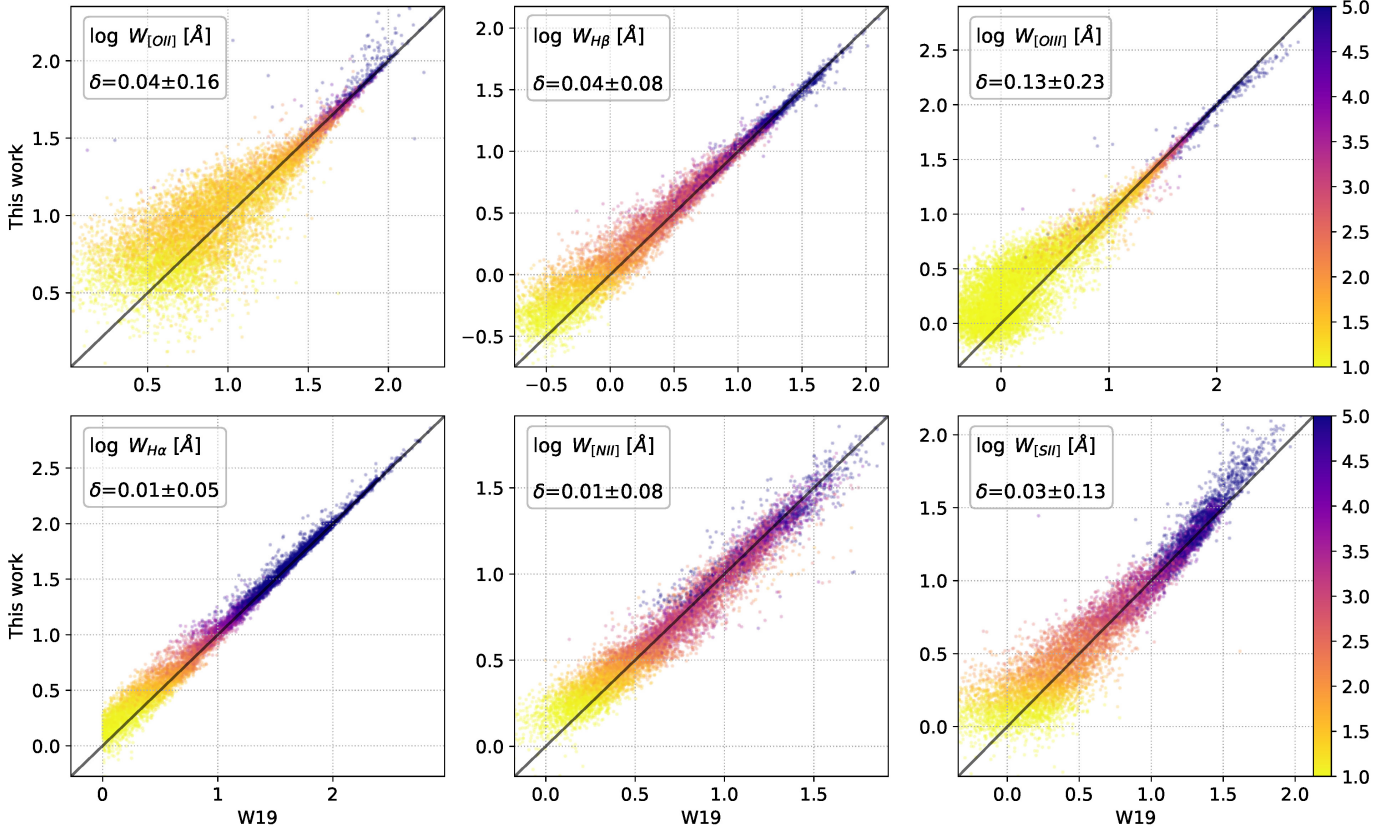 log W[OII] [Å]
δ=0.04±0.16
2.0
1.5
1.0
0.5
0.5 1.0 1.5 2.0
This work
log WHβ [Å]
δ=0.04±0.08
2.0
1.5
1.0
0.5
0.0
−0.5
−0.5 0.0 0.5 1.0 1.5 2.0
log W[OIII] [Å]
δ=0.13±0.23
2.5
2.0
1.5
1.0
0.5
0.0
0 1 2
5.0
4.5
4.0
3.5
3.0
2.5
2.0
1.5
1.0
log WHα [Å]
δ=0.01±0.05
2.5
2.0
1.5
1.0
0.5
0.0
0 1 2
This work
W19
log W[NII] [Å]
δ=0.01±0.08
1.5
1.0
0.5
0.0
0.0 0.5 1.0 1.5
W19
log W[SII] [Å]
δ=0.03±0.13
2.0
1.5
1.0
0.5
0.0
0.0 0.5 1.0 1.5 2.0
W19
5.0
4.5
4.0
3.5
3.0
2.5
2.0
1.5
1.0